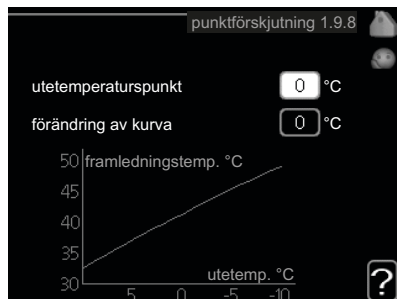 punktförskjutning 1.9.8
utetemperaturspunkt 0 °C
förändring av kurva 0 °C
50 framledningstemp. °C
45
40
35
30
utetemp. °C
5 0 -5 -10
?